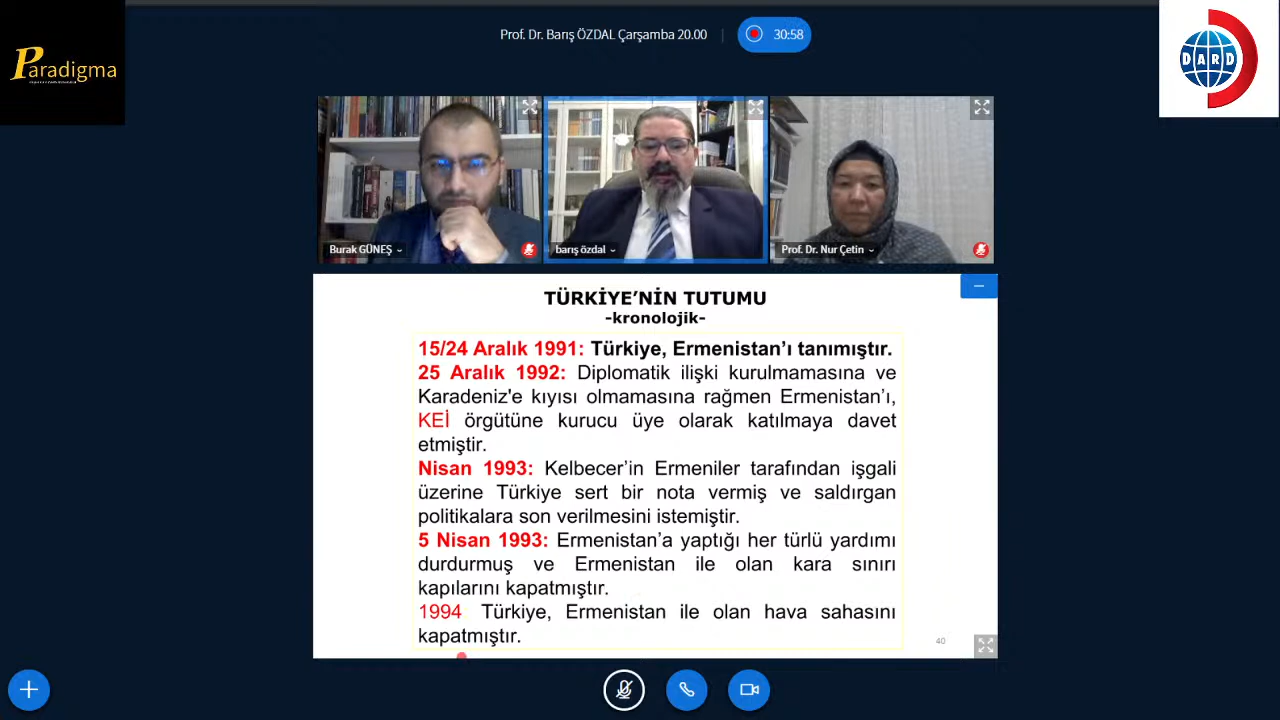 Prof. Dr. Barış ÖZDAL Çarşamba 20.00
30:58
Paradigma
DARD
Burak GÜNEŞ
barış özdal
Prof. Dr. Nur Çetin
TÜRKİYE’NİN TUTUMU
-kronolojik-
15/24 Aralık 1991: Türkiye, Ermenistan’ı tanımıştır.
25 Aralık 1992: Diplomatik ilişki kurulmamasına ve
Karadeniz'e kıyısı olmamasına rağmen Ermenistan’ı,
KEİ örgütüne kurucu üye olarak katılmaya davet
etmiştir.
Nisan 1993: Kelbecer’in Ermeniler tarafından işgali
üzerine Türkiye sert bir nota vermiş ve saldırgan
politikalara son verilmesini istemiştir.
5 Nisan 1993: Ermenistan’a yaptığı her türlü yardımı
durdurmuş ve Ermenistan ile olan kara sınırı
kapılarını kapatmıştır.
1994 Türkiye, Ermenistan ile olan hava sahasını
kapatmıştır.
40